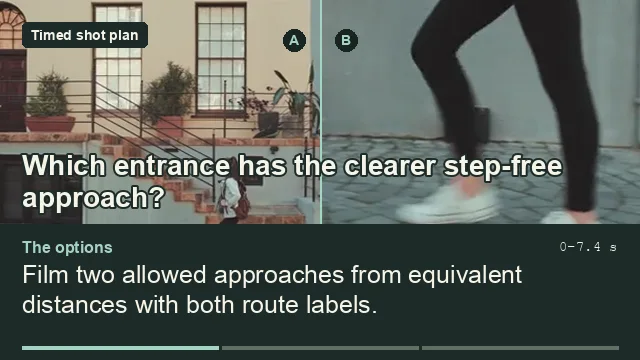 Timed shot plan
A
B
Which entrance has the clearer step-free
approach?
The options
0–7.4 s
Film two allowed approaches from equivalent
distances with both route labels.